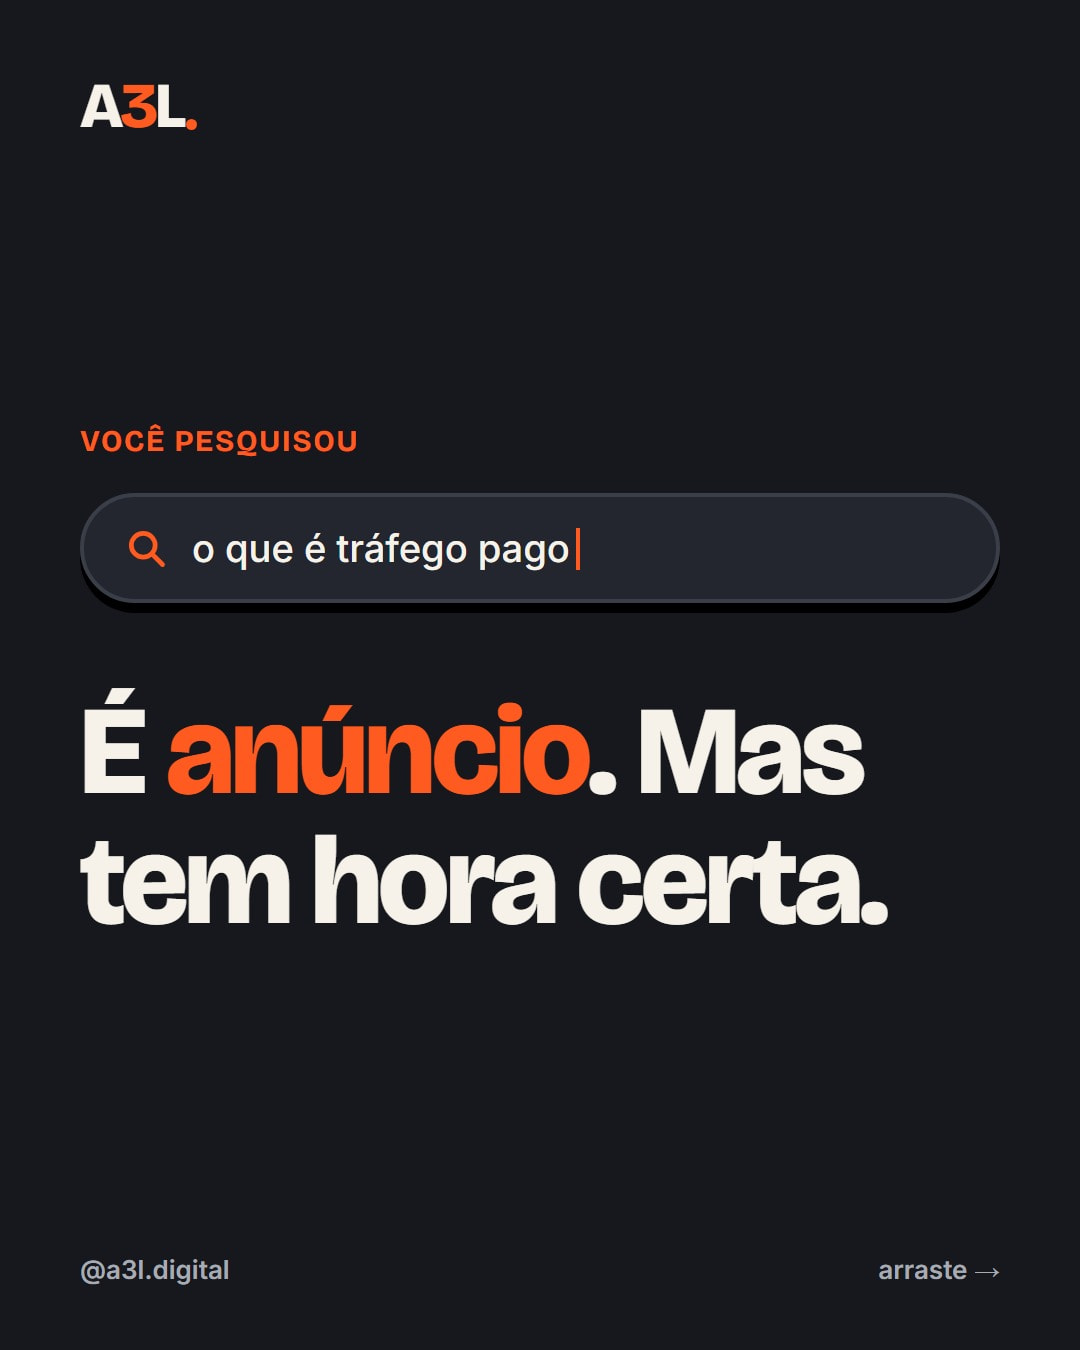 A3L.
VOCÊ PESQUISOU
o que é tráfego pago
É anúncio. Mas
tem hora certa.
@a3l.digital
arraste →